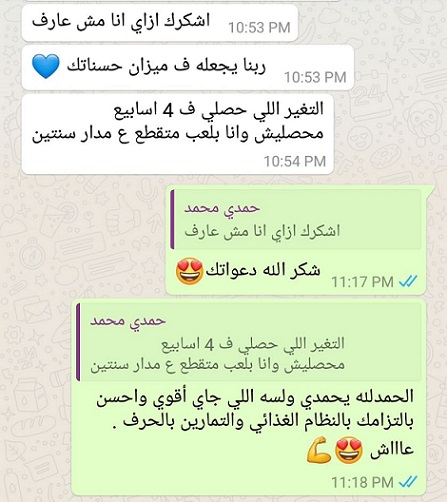 اشكرك ازاي انا مش عارف
10:53 PM
ربنا يجعله ف ميزان حسناتك 💙
10:53 PM
التغير اللي حصلي ف 4 اسابيع
محصليش وانا بلعب متقطع ع مدار سنتين
10:54 PM
حمدي محمد
اشكرك ازاي انا مش عارف
شكر الله دعواتك😍
11:17 PM
حمدي محمد
التغير اللي حصلي ف 4 اسابيع
محصليش وانا بلعب متقطع ع مدار سنتين
الحمدلله يحمدي ولسه اللي جاي أقوي واحسن
بالتزامك بالنظام الغذائي والتمارين بالحرف .
عاااش 😍💪
11:18 PM